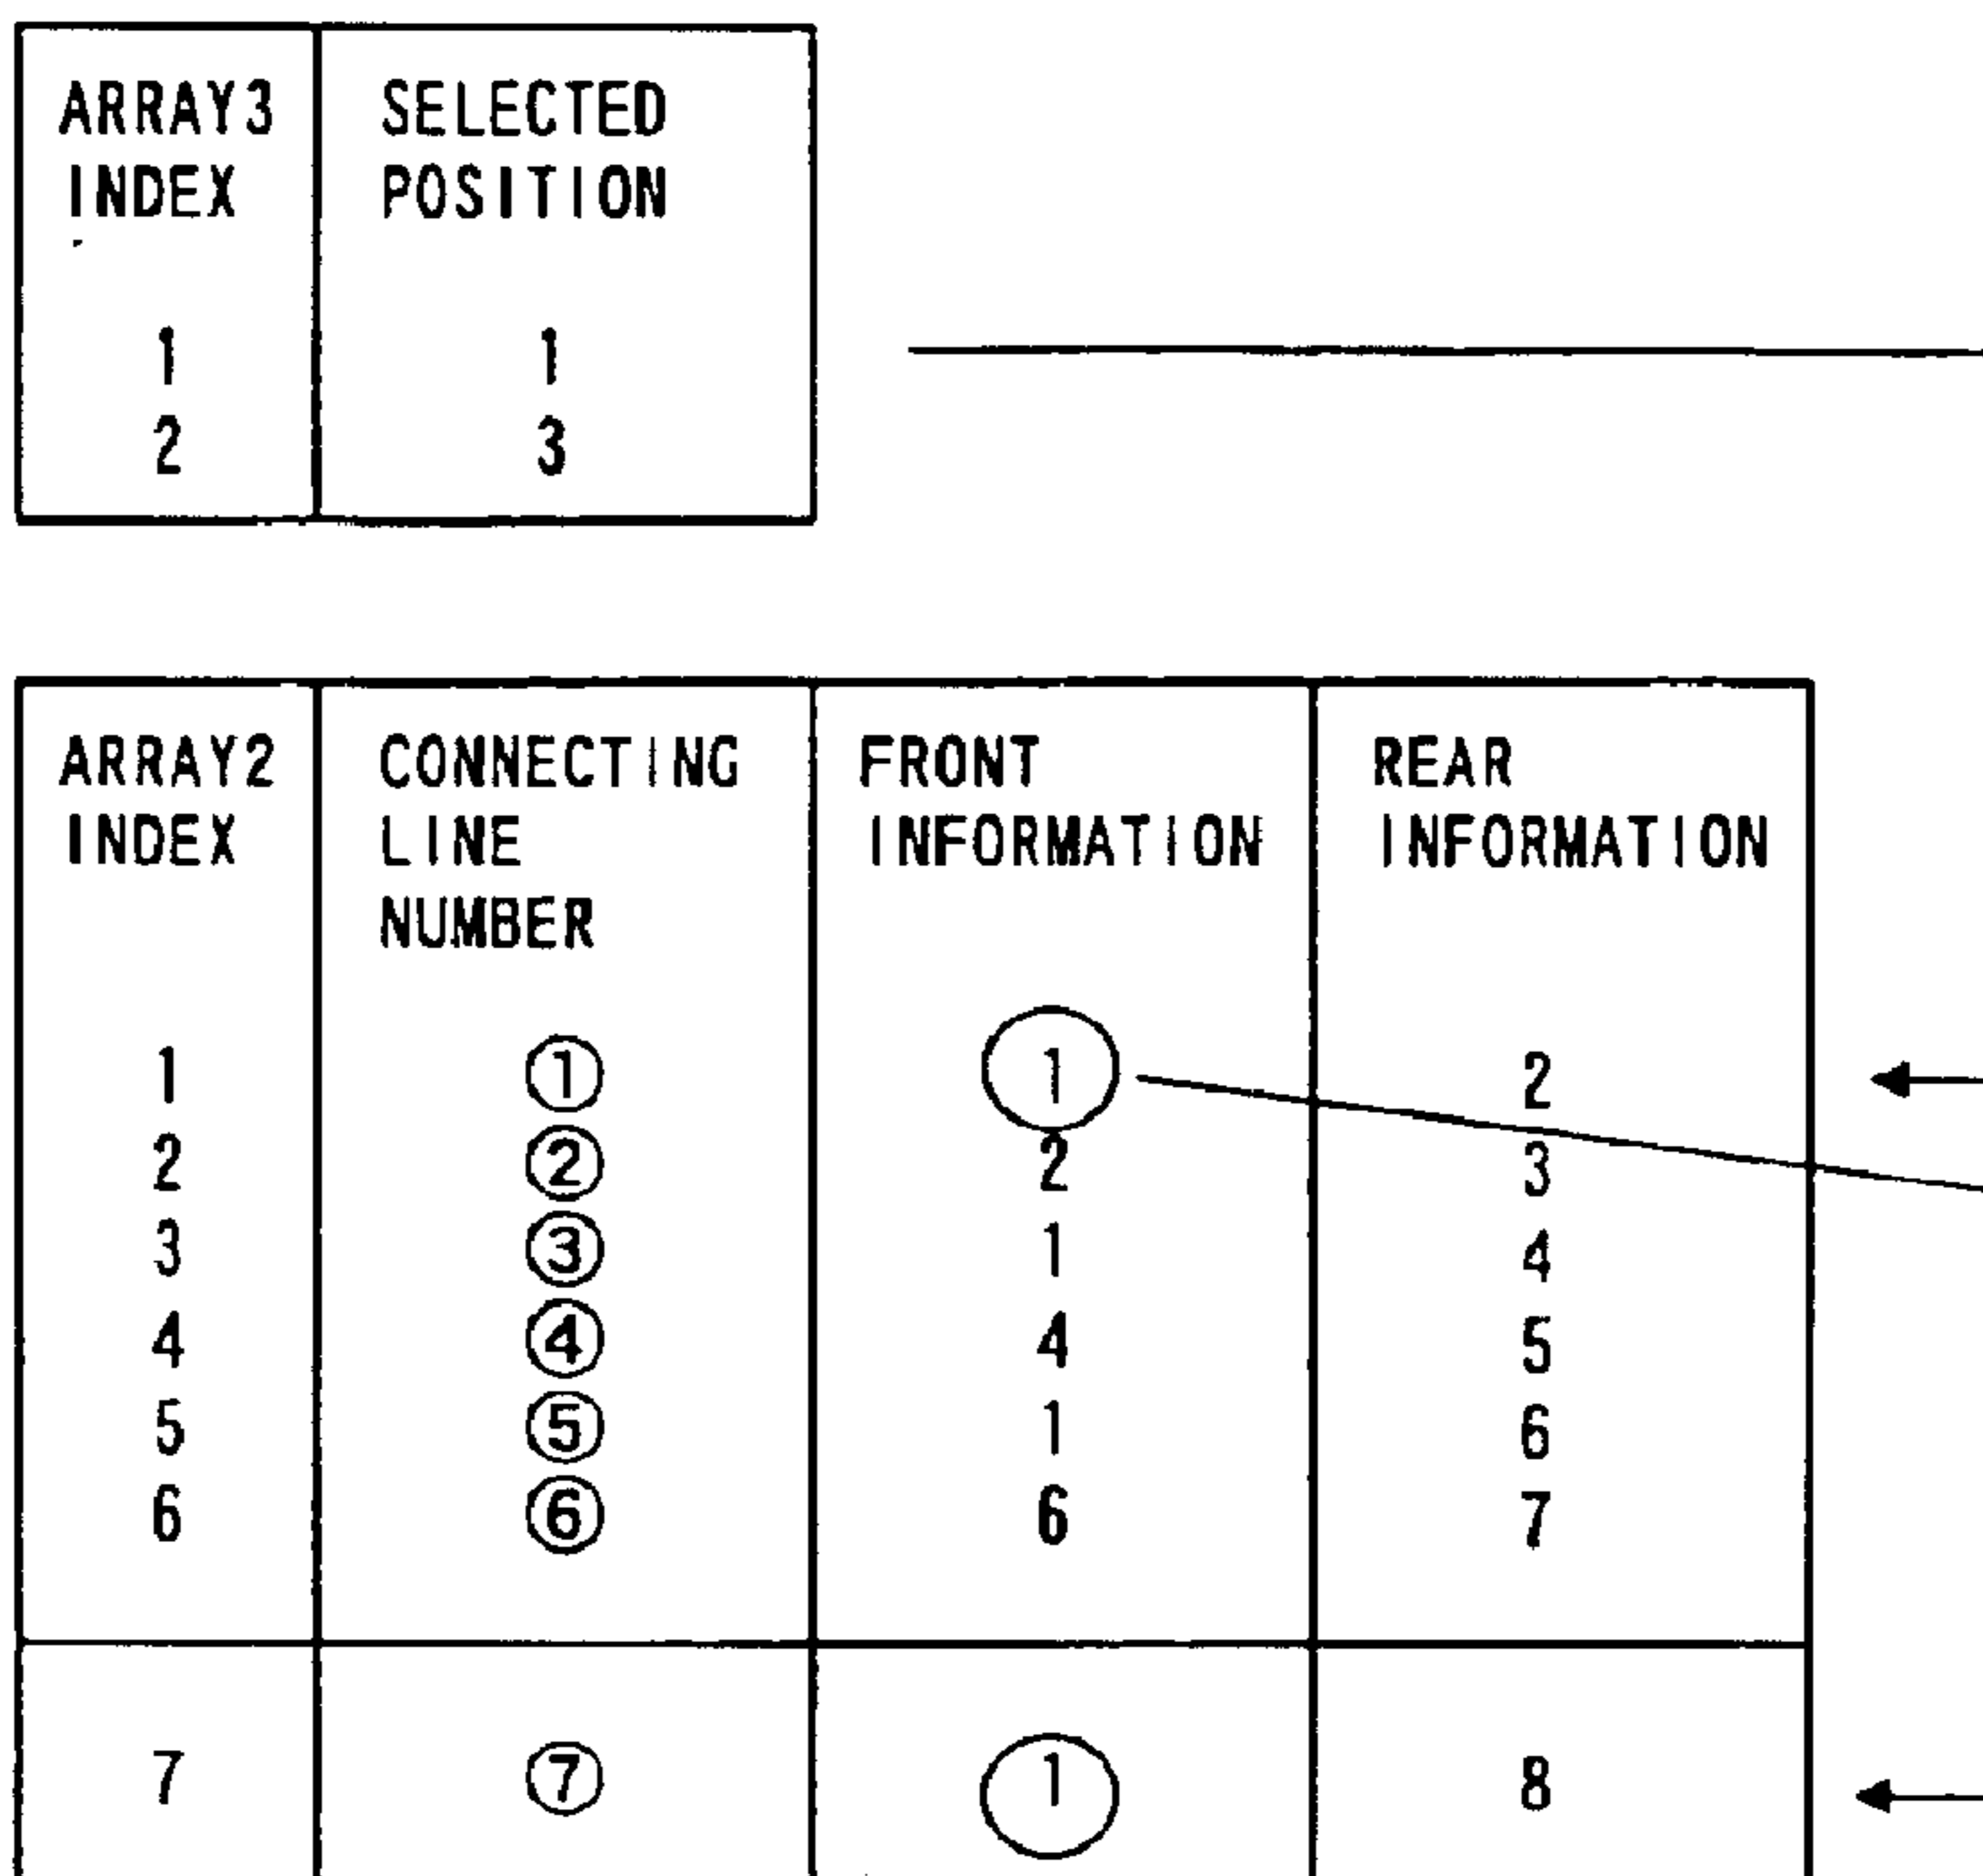 ARRAY3 SELECTED
INDEX POSITION
1 1
2 3
ARRAY2 CONNECTING FRONT REAR
INDEX LINE INFORMATION INFORMATION
NUMBER
1 ① 1 2
2 ② 2 3
3 ③ 1 4
4 ④ 4 5
5 ⑤ 1 6
6 ⑥ 6 7
7 ⑦ 1 8